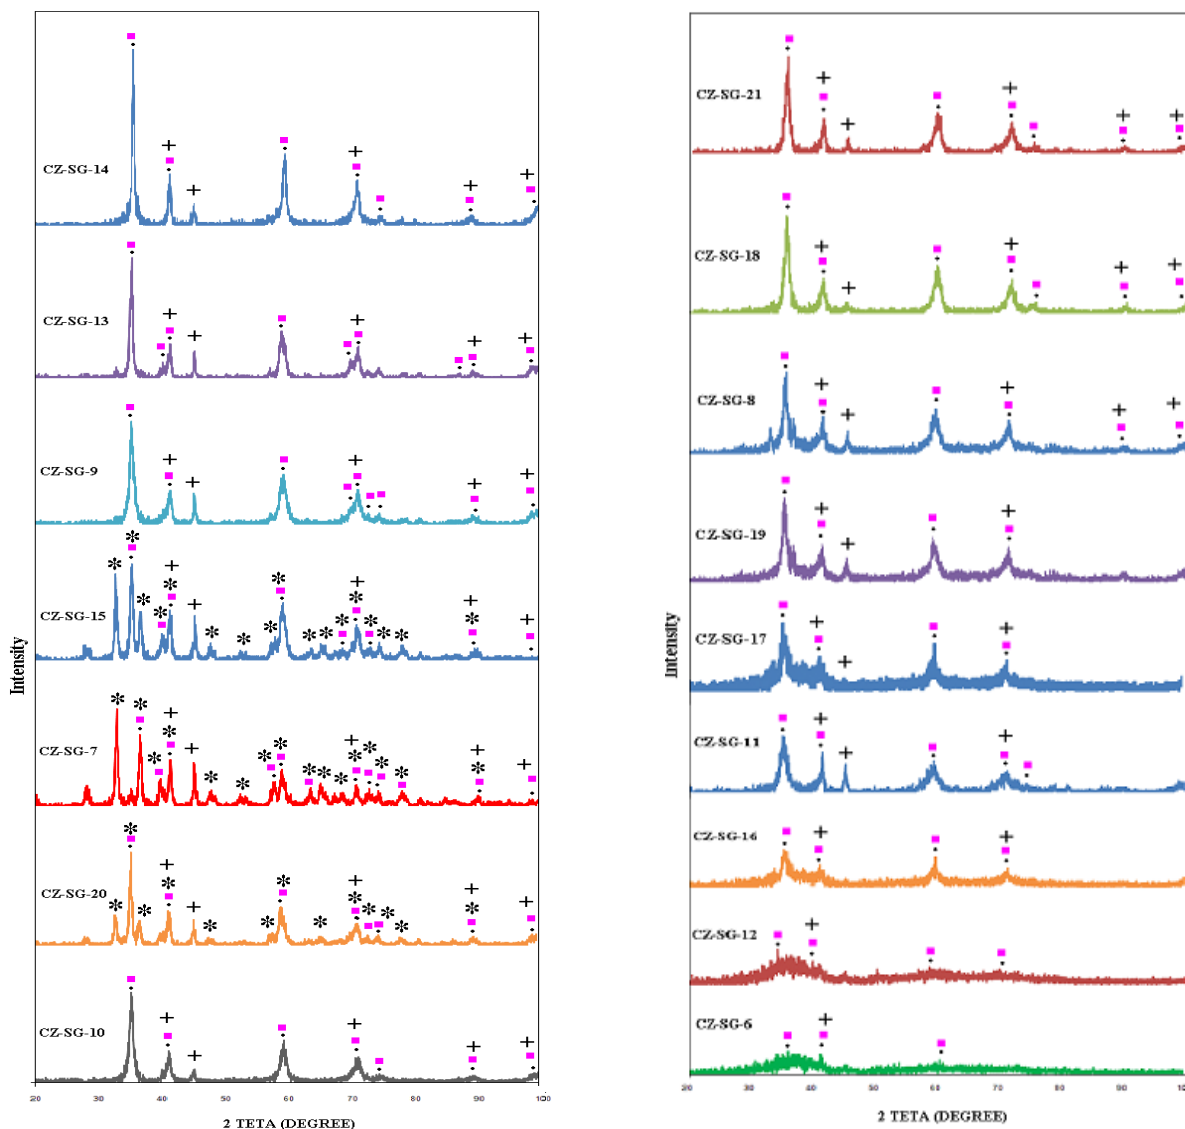 CZ-SG-14
CZ-SG-13
CZ-SG-9
CZ-SG-15
CZ-SG-7
CZ-SG-20
CZ-SG-10
Intensity
20 30 40 50 60 70 80 90 100
2 TETA (DEGREE)
CZ-SG-21
CZ-SG-18
CZ-SG-8
CZ-SG-19
CZ-SG-17
CZ-SG-11
CZ-SG-16
CZ-SG-12
CZ-SG-6
Intensity
20 30 40 50 60 70 80 90 100
2 TETA (DEGREE)